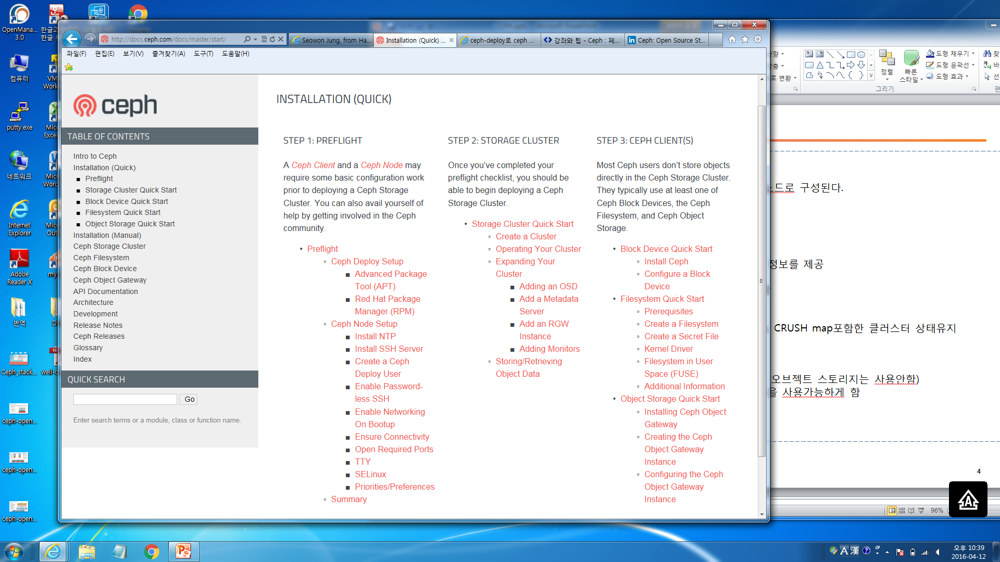 OpenMana...
3.0
컴퓨터
putty.exe
네트워크
Internet
Explorer
Adobe
Reader X
번역
Ceph_stack...
ceph-open...
ceph-open...
ceph-open...
http://docs.ceph.com/docs/master/start/
Seowon Jung, from Ha...
Installation (Quick) ...
ceph-deploy로 ceph ...
강좌와 팁 - Ceph : 페...
Ceph: Open Source St...
파일(F) 편집(E) 보기(V) 즐겨찾기(A) 도구(T) 도움말(H)
ceph
TABLE OF CONTENTS
Intro to Ceph
Installation (Quick)
Preflight
Storage Cluster Quick Start
Block Device Quick Start
Filesystem Quick Start
Object Storage Quick Start
Installation (Manual)
Ceph Storage Cluster
Ceph Filesystem
Ceph Block Device
Ceph Object Gateway
API Documentation
Architecture
Development
Release Notes
Ceph Releases
Glossary
Index
QUICK SEARCH
Go
Enter search terms or a module, class or function name.
INSTALLATION (QUICK)
STEP 1: PREFLIGHT
A Ceph Client and a Ceph Node may
require some basic configuration work
prior to deploying a Ceph Storage
Cluster. You can also avail yourself of
help by getting involved in the Ceph
community.
• Preflight
◦ Ceph Deploy Setup
▪ Advanced Package
Tool (APT)
▪ Red Hat Package
Manager (RPM)
◦ Ceph Node Setup
▪ Install NTP
▪ Install SSH Server
▪ Create a Ceph
Deploy User
▪ Enable Password-
less SSH
▪ Enable Networking
On Bootup
▪ Ensure Connectivity
▪ Open Required Ports
▪ TTY
▪ SELinux
▪ Priorities/Preferences
◦ Summary
STEP 2: STORAGE CLUSTER
Once you’ve completed your
preflight checklist, you should be
able to begin deploying a Ceph
Storage Cluster.
• Storage Cluster Quick Start
◦ Create a Cluster
◦ Operating Your Cluster
◦ Expanding Your
Cluster
▪ Adding an OSD
▪ Add a Metadata
Server
▪ Add an RGW
Instance
▪ Adding Monitors
◦ Storing/Retrieving
Object Data
STEP 3: CEPH CLIENT(S)
Most Ceph users don’t store objects
directly in the Ceph Storage Cluster.
They typically use at least one of
Ceph Block Devices, the Ceph
Filesystem, and Ceph Object
Storage.
• Block Device Quick Start
◦ Install Ceph
◦ Configure a Block
Device
• Filesystem Quick Start
◦ Prerequisites
◦ Create a Filesystem
◦ Create a Secret File
◦ Kernel Driver
◦ Filesystem in User
Space (FUSE)
◦ Additional Information
• Object Storage Quick Start
◦ Installing Ceph Object
Gateway
◦ Creating the Ceph
Object Gateway
Instance
◦ Configuring the Ceph
Object Gateway
Instance
변환
정렬
빠른
스타일
도형 채우기
도형 윤곽선
도형 효과
그리기
찾
구성된다.
정보를 제공
CRUSH map포함한 클러스터 상태유지
오브젝트 스토리지는 사용안함)
을 사용가능하게 함
4
96%
A 漢
오후 10:39
2016-04-12